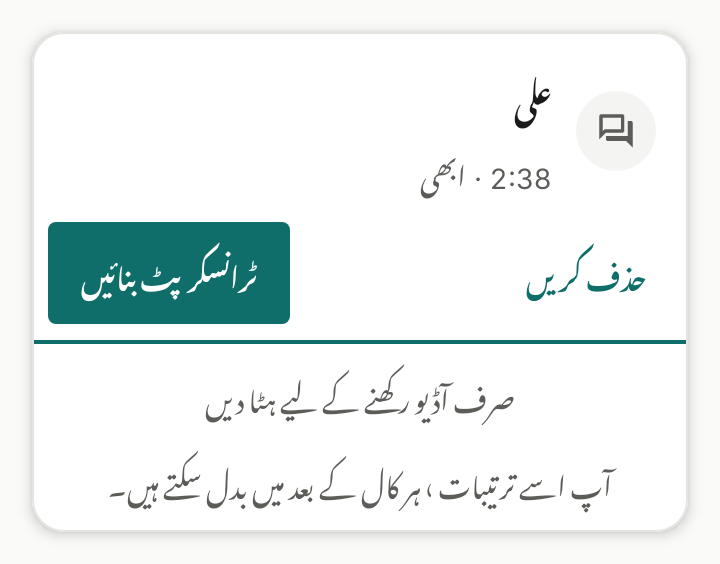 علی
2:38 · ابھی
حذف کریں
ٹرانسکرپٹ بنائیں
صرف آڈیو رکھنے کے لیے ہٹا دیں
آپ اسے ترتیبات، ہر کال کے بعد میں بدل سکتے ہیں۔